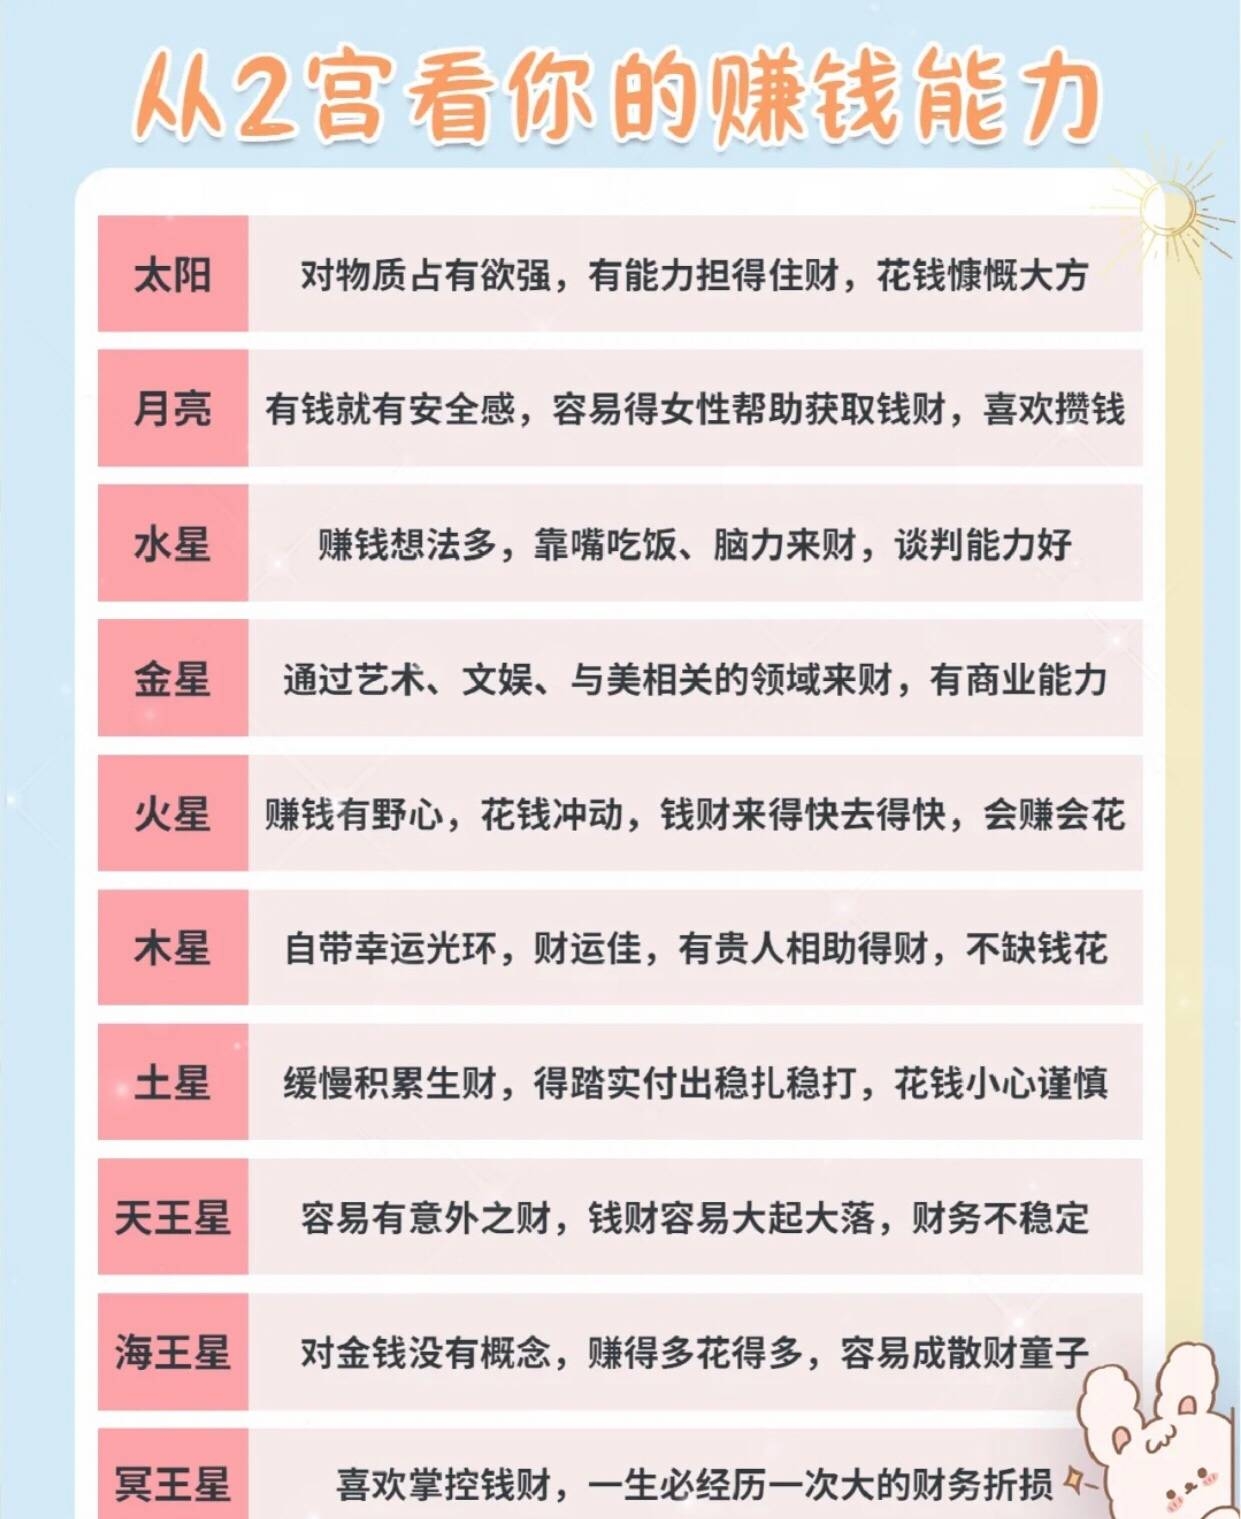 从2宫看你的赚钱能力
太阳 对物质占有欲强，有能力担得住财，花钱慷慨大方
月亮 有钱就有安全感，容易得女性帮助获取钱财，喜欢攒钱
水星 赚钱想法多，靠嘴吃饭、脑力来财，谈判能力好
金星 通过艺术、文娱、与美相关的领域来财，有商业能力
火星 赚钱有野心，花钱冲动，钱财来得快去得快，会赚会花
木星 自带幸运光环，财运佳，有贵人相助得财，不缺钱花
土星 缓慢积累生财，得踏实付出稳扎稳打，花钱小心谨慎
天王星 容易有意外之财，钱财容易大起大落，财务不稳定
海王星 对金钱没有概念，赚得多花得多，容易成散财童子
冥王星 喜欢掌控钱财，一生必经历一次大的财务折损